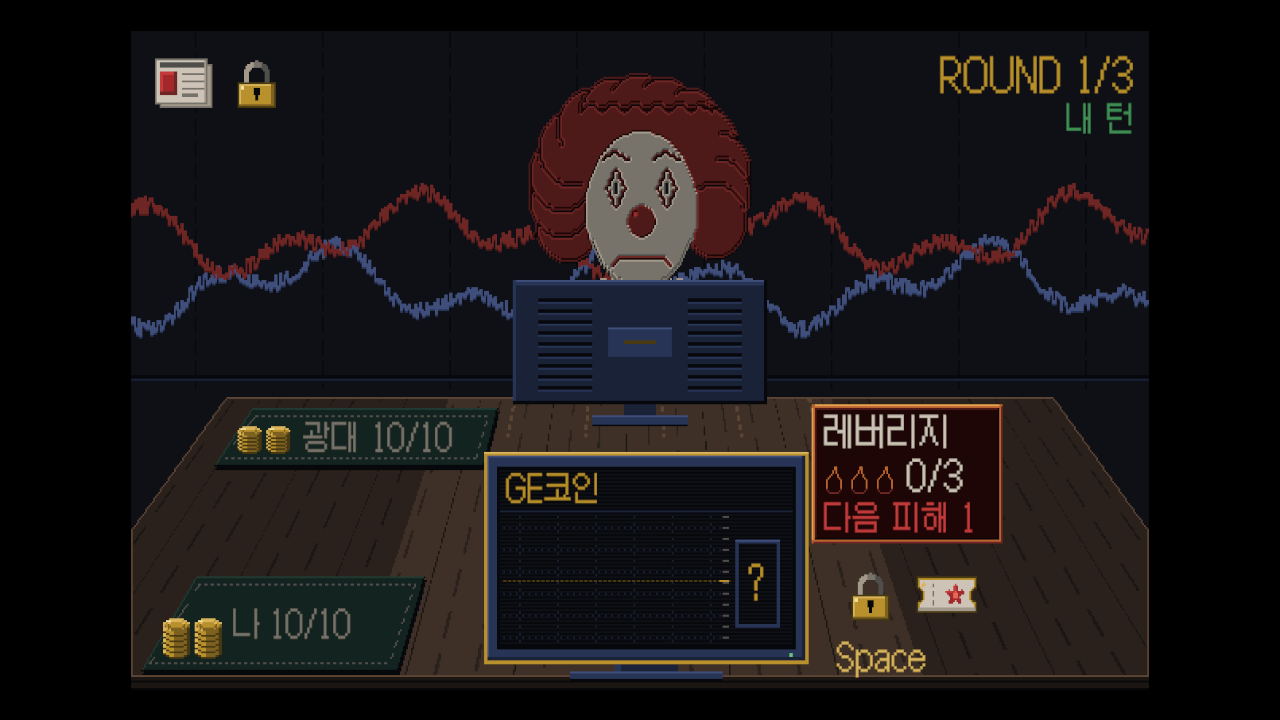 ROUND 1/3
내 턴
광대 10/10
레버리지
0/3
다음 피해 1
GE코인
?
나 10/10
Space